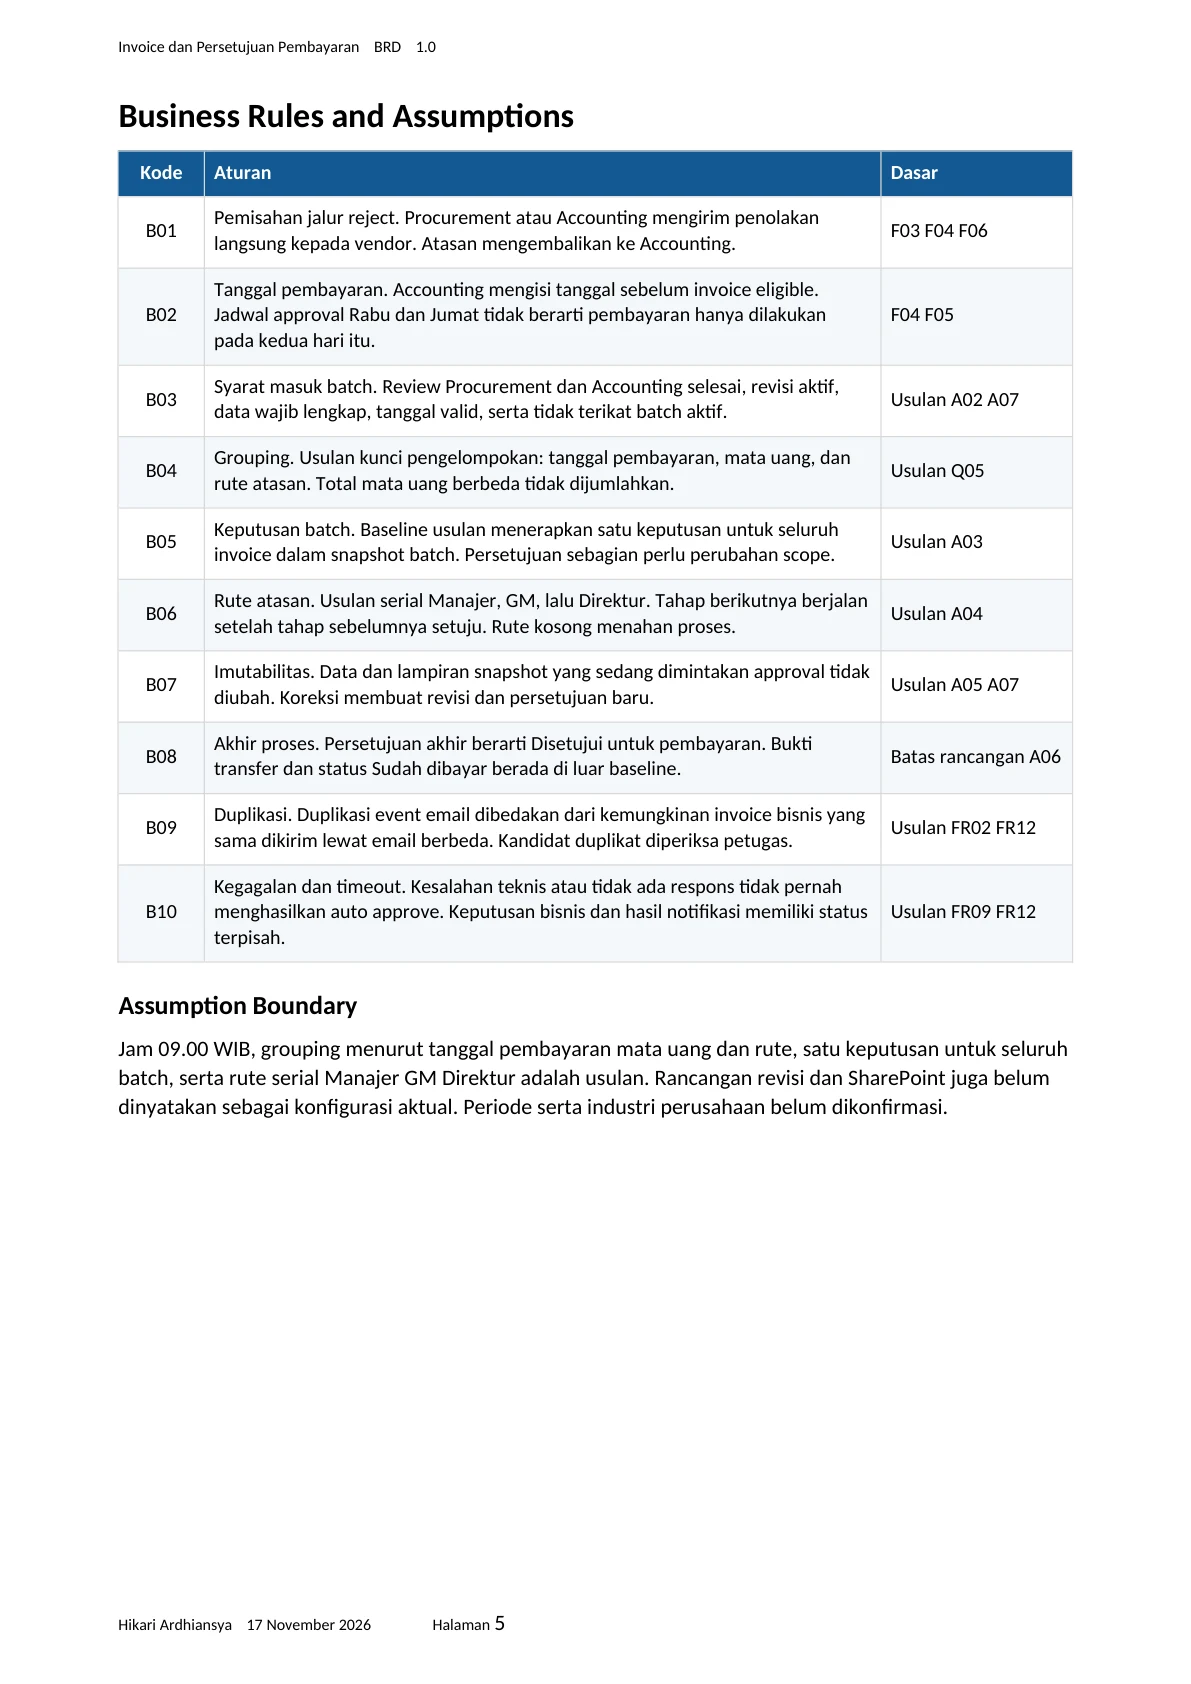 Invoice dan Persetujuan Pembayaran BRD 1.0
Business Rules and Assumptions
Kode Aturan Dasar
B01 Pemisahan jalur reject. Procurement atau Accounting mengirim penolakan
langsung kepada vendor. Atasan mengembalikan ke Accounting. F03 F04 F06
B02 Tanggal pembayaran. Accounting mengisi tanggal sebelum invoice eligible.
Jadwal approval Rabu dan Jumat tidak berarti pembayaran hanya dilakukan
pada kedua hari itu. F04 F05
B03 Syarat masuk batch. Review Procurement dan Accounting selesai, revisi aktif,
data wajib lengkap, tanggal valid, serta tidak terikat batch aktif. Usulan A02 A07
B04 Grouping. Usulan kunci pengelompokan: tanggal pembayaran, mata uang, dan
rute atasan. Total mata uang berbeda tidak dijumlahkan. Usulan Q05
B05 Keputusan batch. Baseline usulan menerapkan satu keputusan untuk seluruh
invoice dalam snapshot batch. Persetujuan sebagian perlu perubahan scope. Usulan A03
B06 Rute atasan. Usulan serial Manajer, GM, lalu Direktur. Tahap berikutnya berjalan
setelah tahap sebelumnya setuju. Rute kosong menahan proses. Usulan A04
B07 Imutabilitas. Data dan lampiran snapshot yang sedang dimintakan approval tidak
diubah. Koreksi membuat revisi dan persetujuan baru. Usulan A05 A07
B08 Akhir proses. Persetujuan akhir berarti Disetujui untuk pembayaran. Bukti
transfer dan status Sudah dibayar berada di luar baseline. Batas rancangan A06
B09 Duplikasi. Duplikasi event email dibedakan dari kemungkinan invoice bisnis yang
sama dikirim lewat email berbeda. Kandidat duplikat diperiksa petugas. Usulan FR02 FR12
B10 Kegagalan dan timeout. Kesalahan teknis atau tidak ada respons tidak pernah
menghasilkan auto approve. Keputusan bisnis dan hasil notifikasi memiliki status
terpisah. Usulan FR09 FR12
Assumption Boundary
Jam 09.00 WIB, grouping menurut tanggal pembayaran mata uang dan rute, satu keputusan untuk seluruh
batch, serta rute serial Manajer GM Direktur adalah usulan. Rancangan revisi dan SharePoint juga belum
dinyatakan sebagai konfigurasi aktual. Periode serta industri perusahaan belum dikonfirmasi.
Hikari Ardhiansya 17 November 2026 Halaman 5